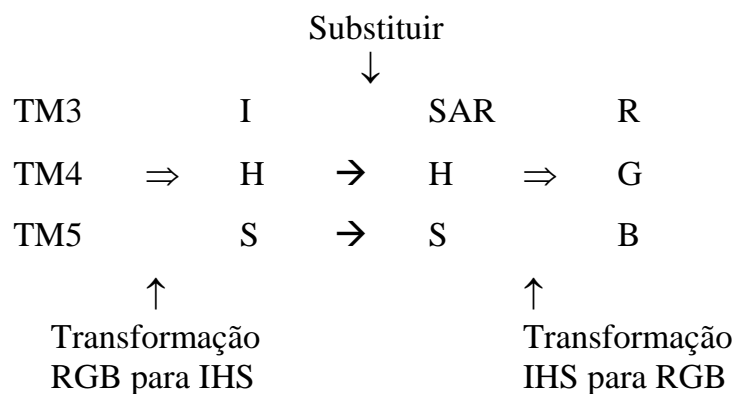 Substituir
↓
TM3 I SAR R
TM4 ⇒ H → H ⇒ G
TM5 S → S B
↑ ↑
Transformação Transformação
RGB para IHS IHS para RGB